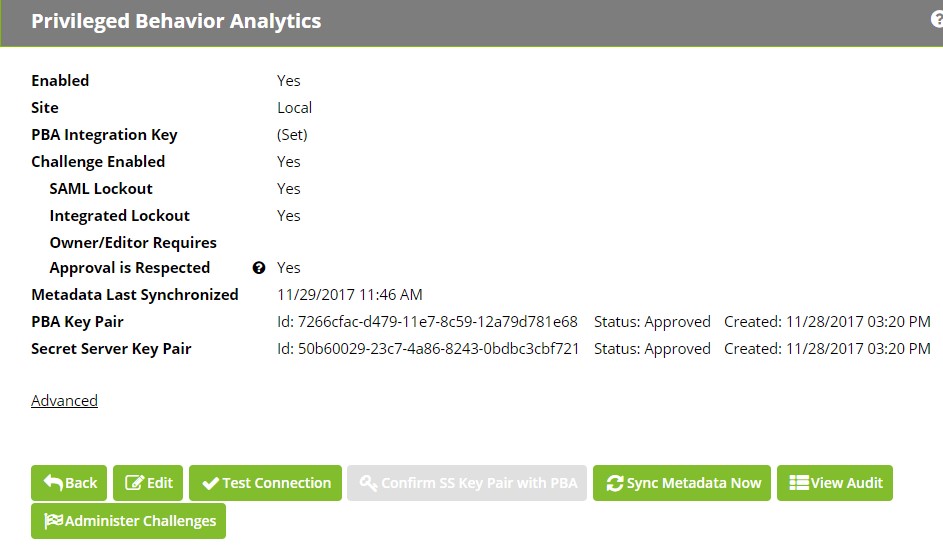 Privileged Behavior Analytics
Enabled Yes
Site Local
PBA Integration Key (Set)
Challenge Enabled Yes
SAML Lockout Yes
Integrated Lockout Yes
Owner/Editor Requires
Approval is Respected ? Yes
Metadata Last Synchronized 11/29/2017 11:46 AM
PBA Key Pair Id: 7266cfac-d479-11e7-8c59-12a79d781e68 Status: Approved Created: 11/28/2017 03:20 PM
Secret Server Key Pair Id: 50b60029-23c7-4a86-8243-0bdbc3cbf721 Status: Approved Created: 11/28/2017 03:20 PM
Advanced
Back Edit Test Connection Confirm SS Key Pair with PBA Sync Metadata Now View Audit
Administer Challenges